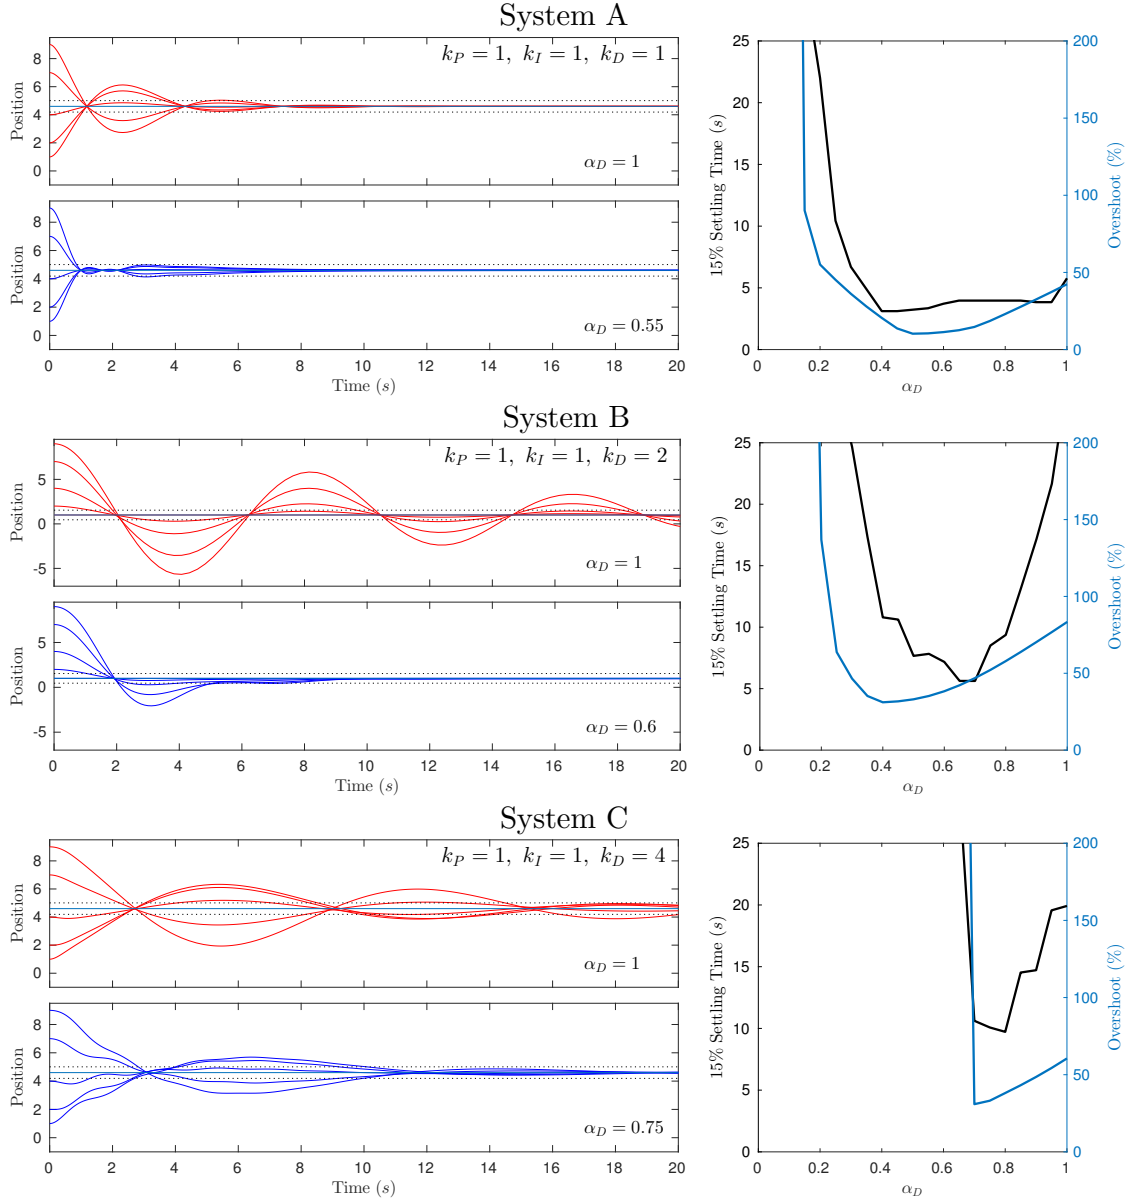 System A
k_P = 1, k_I = 1, k_D = 1
Position
8
6
4
2
0
α_D = 1
Position
8
6
4
2
0
α_D = 0.55
0 2 4 6 8 10 12 14 16 18 20
Time (s)
15% Settling Time (s)
25
20
15
10
5
0
0 0.2 0.4 0.6 0.8 1
α_D
200
150
100
50
0
Overshoot (%)
System B
k_P = 1, k_I = 1, k_D = 2
Position
5
0
-5
α_D = 1
Position
5
0
-5
α_D = 0.6
0 2 4 6 8 10 12 14 16 18 20
Time (s)
15% Settling Time (s)
25
20
15
10
5
0
0 0.2 0.4 0.6 0.8 1
α_D
200
150
100
50
0
Overshoot (%)
System C
k_P = 1, k_I = 1, k_D = 4
Position
8
6
4
2
0
α_D = 1
Position
8
6
4
2
0
α_D = 0.75
0 2 4 6 8 10 12 14 16 18 20
Time (s)
15% Settling Time (s)
25
20
15
10
5
0
0 0.2 0.4 0.6 0.8 1
α_D
200
150
100
50
0
Overshoot (%)